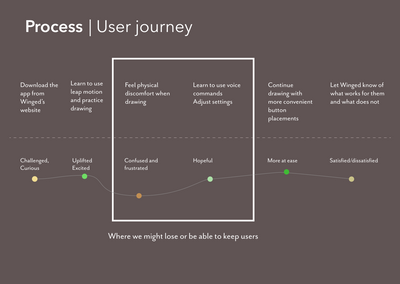 Process | User journey
Download the
app from
Winged's
website
Learn to use
leap motion
and practice
drawing
Feel physical
discomfort when
drawing
Learn to use voice
commands
Adjust settings
Continue
drawing with
more convenient
button
placements
Let Winged know of
what works for them
and what does not
Challenged,
Curious
Uplifted
Excited
Confused and
frustrated
Hopeful
More at ease
Satisfied/dissatisfied
Where we might lose or be able to keep users